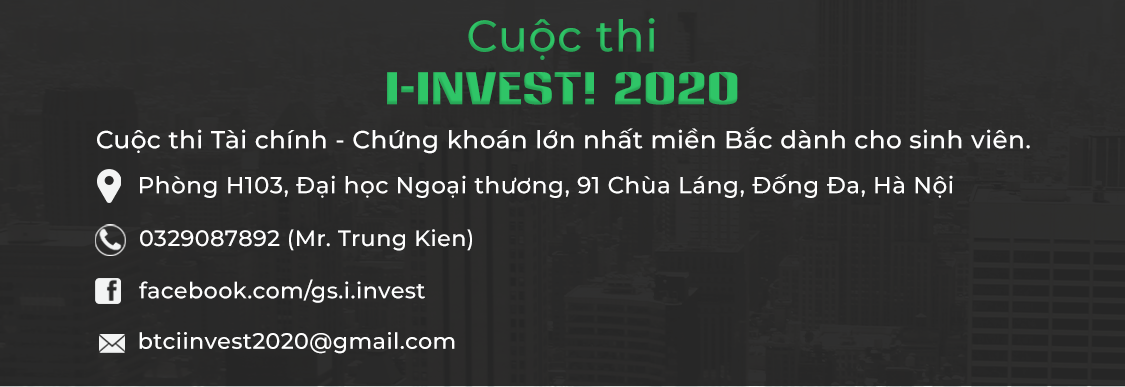 Cuộc thi
I-INVEST! 2020
Cuộc thi Tài chính - Chứng khoán lớn nhất miền Bắc dành cho sinh viên.
Phòng H103, Đại học Ngoại thương, 91 Chùa Láng, Đống Đa, Hà Nội
0329087892 (Mr. Trung Kien)
facebook.com/gs.i.invest
btciinvest2020@gmail.com